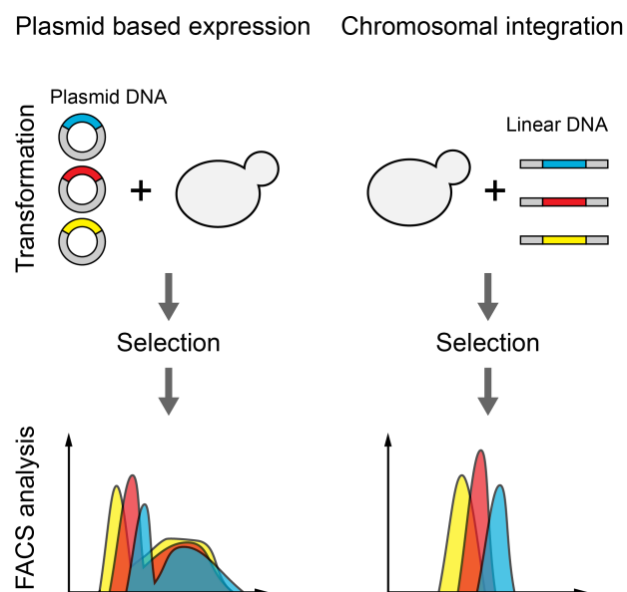 Plasmid based expression
Chromosomal integration
Transformation
Plasmid DNA
+
+
Linear DNA
Selection
Selection
FACS analysis